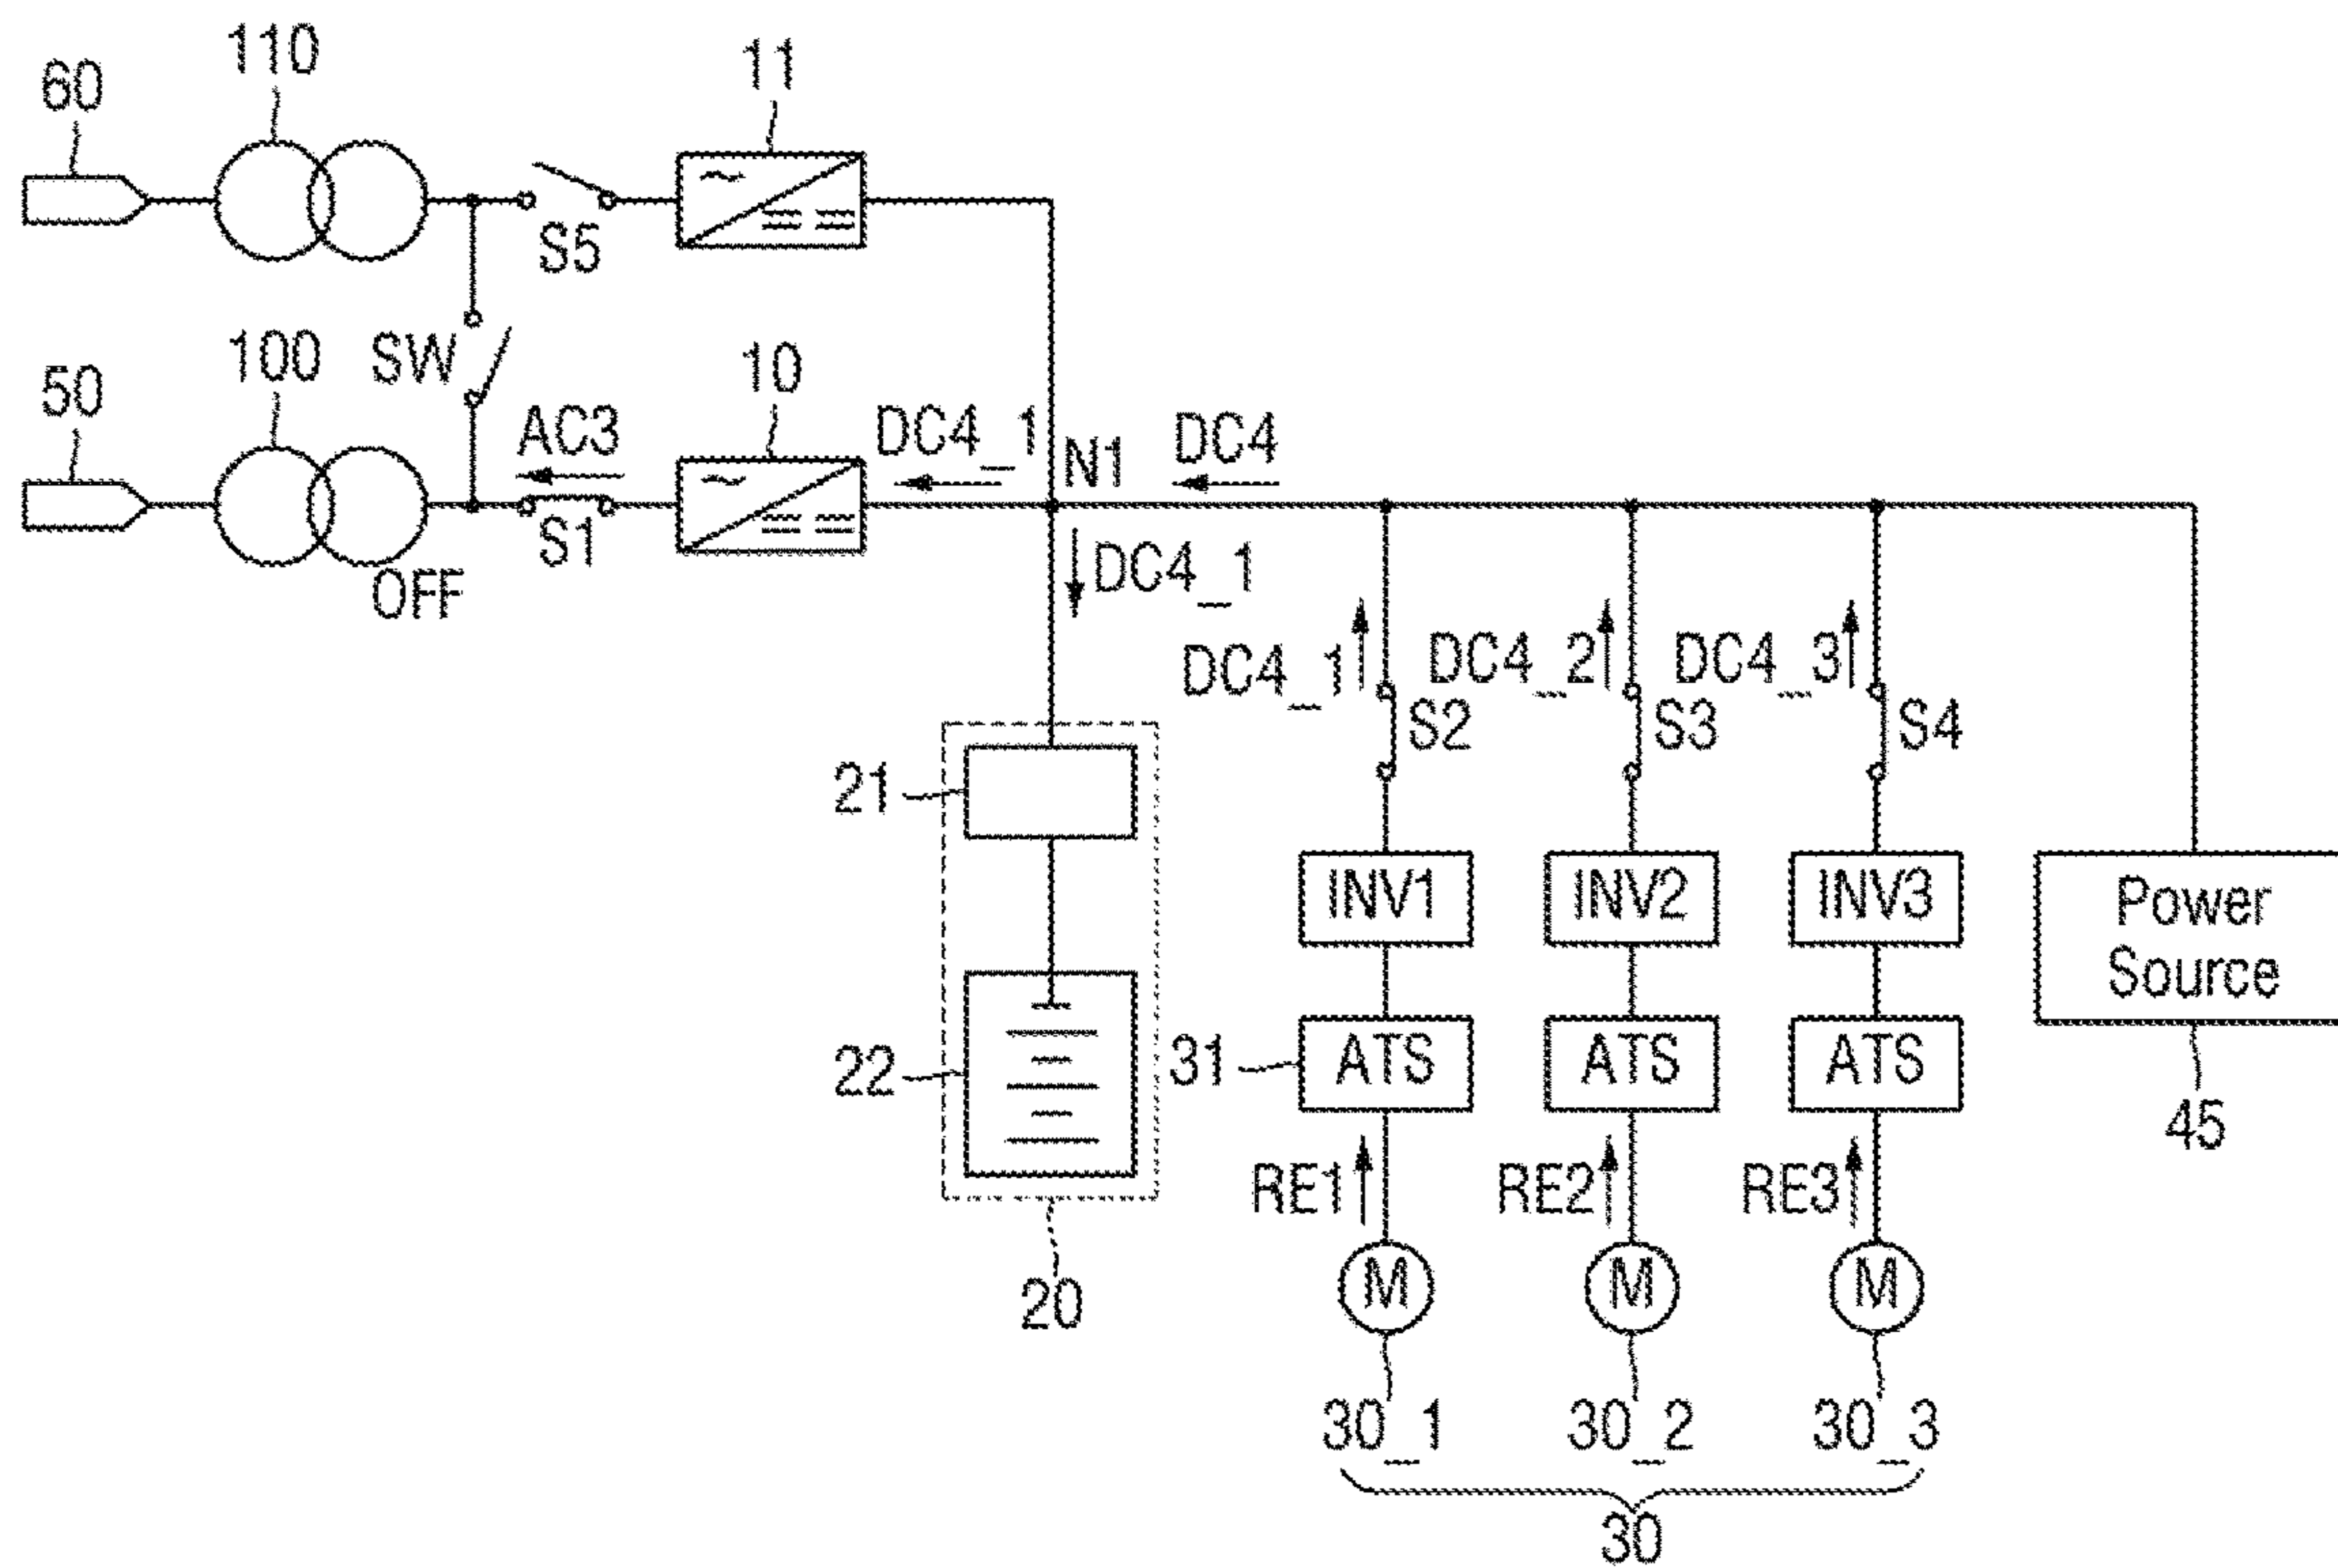 110
60
11
S5
SW
100
50
10
AC3
DC4_1
N1
DC4
OFF
S1
DC4_1
DC4_1
DC4_2
DC4_3
S2
S3
S4
21
INV1
INV2
INV3
Power
Source
22
31
ATS
ATS
ATS
45
RE1
RE2
RE3
20
M
M
M
30_1
30_2
30_3
30